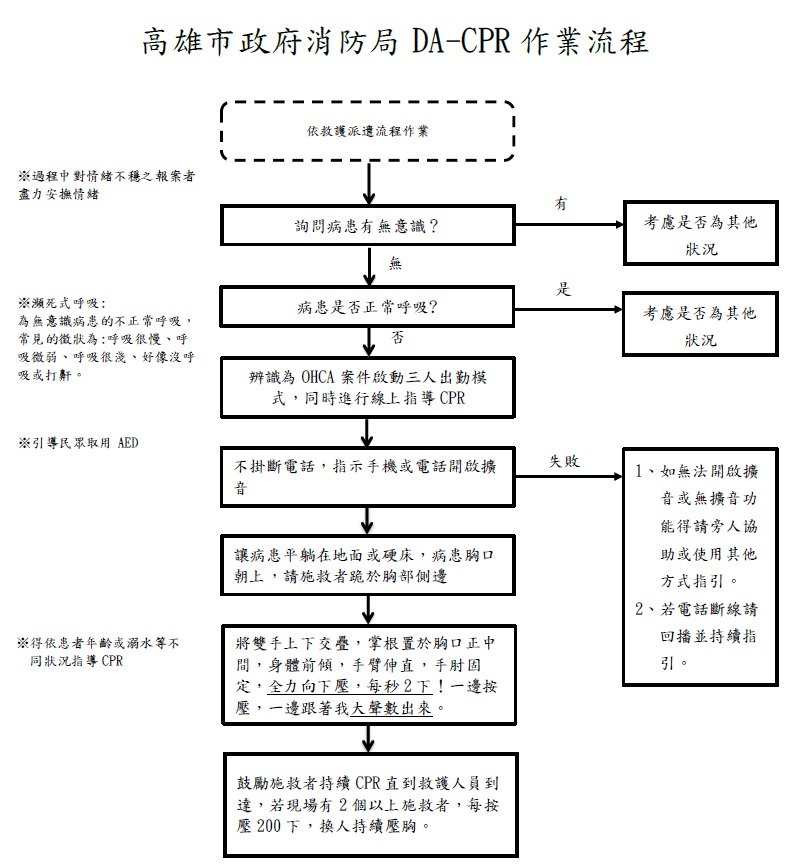 高雄市政府消防局 DA-CPR 作業流程
依救護派遣流程作業
※過程中對情緒不穩之報案者
盡力安撫情緒
詢問病患有無意識？
有
考慮是否為其他
狀況
無
※瀕死式呼吸:
為無意識病患的不正常呼吸，
常見的徵狀為:呼吸很慢、呼
吸微弱、呼吸很淺、好像沒呼
吸或打鼾。
病患是否正常呼吸?
是
考慮是否為其他
狀況
否
辨識為 OHCA 案件啟動三人出勤模
式，同時進行線上指導 CPR
※引導民眾取用 AED
不掛斷電話，指示手機或電話開啟擴
音
失敗
1、如無法開啟擴
音或無擴音功
能得請旁人協
助或使用其他
方式指引。
2、若電話斷線請
回播並持續指
引。
讓病患平躺在地面或硬床，病患胸口
朝上，請施救者跪於胸部側邊
※得依患者年齡或溺水等不
同狀況指導 CPR
將雙手上下交疊，掌根置於胸口正中
間，身體前傾，手臂伸直，手肘固
定，全力向下壓，每秒 2 下！一邊按
壓，一邊跟著我大聲數出來。
鼓勵施救者持續 CPR 直到救護人員到
達，若現場有 2 個以上施救者，每按
壓 200 下，換人持續壓胸。